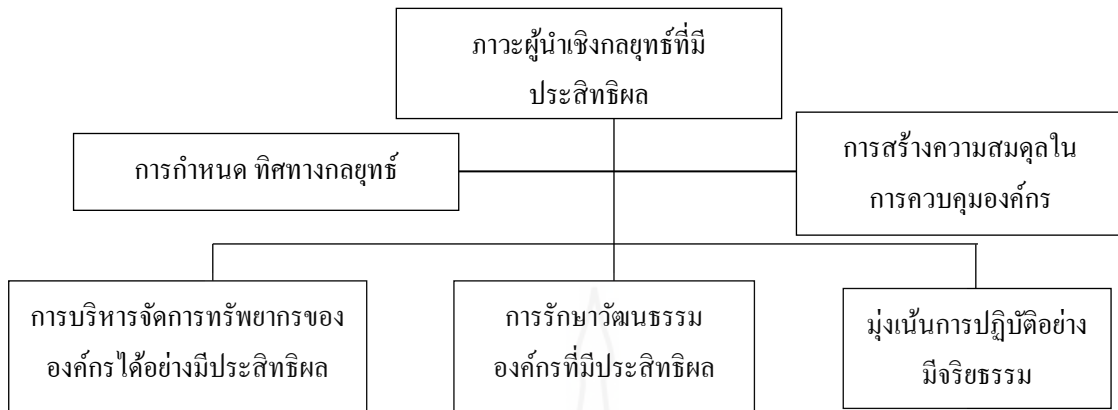 ภาวะผู้นำเชิงกลยุทธ์ที่มี
ประสิทธิผล
การกำหนด ทิศทางกลยุทธ์
การสร้างความสมดุลใน
การควบคุมองค์กร
การบริหารจัดการทรัพยากรของ
องค์กรได้อย่างมีประสิทธิผล
การรักษาวัฒนธรรม
องค์กรที่มีประสิทธิผล
มุ่งเน้นการปฏิบัติอย่าง
มีจริยธรรม